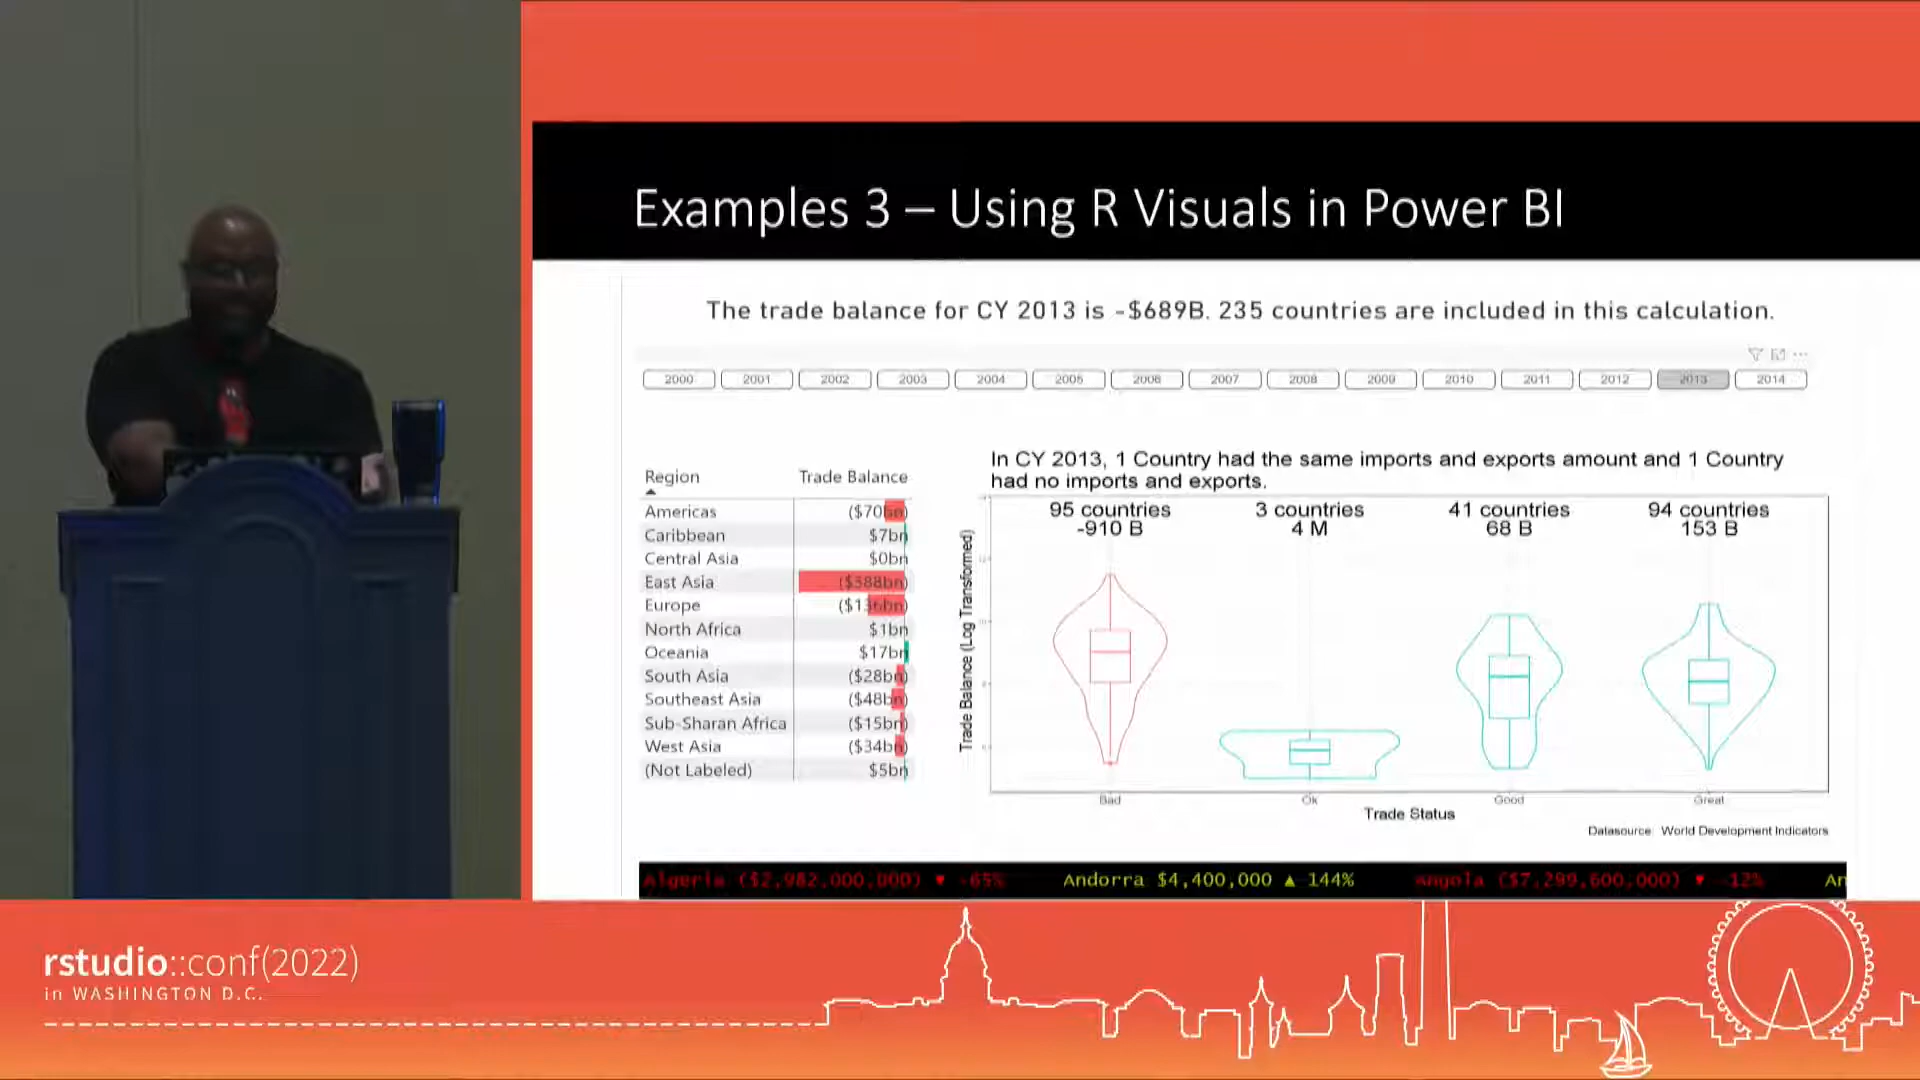 Examples 3 – Using R Visuals in Power BI
The trade balance for CY 2013 is -$689B. 235 countries are included in this calculation.
2000 2001 2002 2003 2004 2005 2006 2007 2008 2009 2010 2011 2012 2013 2014
Region Trade Balance
Americas ($70bn)
Caribbean $7bn
Central Asia $0bn
East Asia ($388bn)
Europe ($136bn)
North Africa $1bn
Oceania $17bn
South Asia ($28bn)
Southeast Asia ($48bn)
Sub-Sharan Africa ($15bn)
West Asia ($34bn)
(Not Labeled) $5bn
In CY 2013, 1 Country had the same imports and exports amount and 1 Country
had no imports and exports.
95 countries 3 countries 41 countries 94 countries
-910 B 4 M 68 B 153 B
Trade Balance (Log Transformed)
Bad Ok Good Great
Trade Status
Datasource: World Development Indicators
Algeria ($2,982,000,000) ▼ -65% Andorra $4,400,000 ▲ 144% Angola ($7,299,600,000) ▼ -12% An
rstudio::conf(2022)
in WASHINGTON D.C.